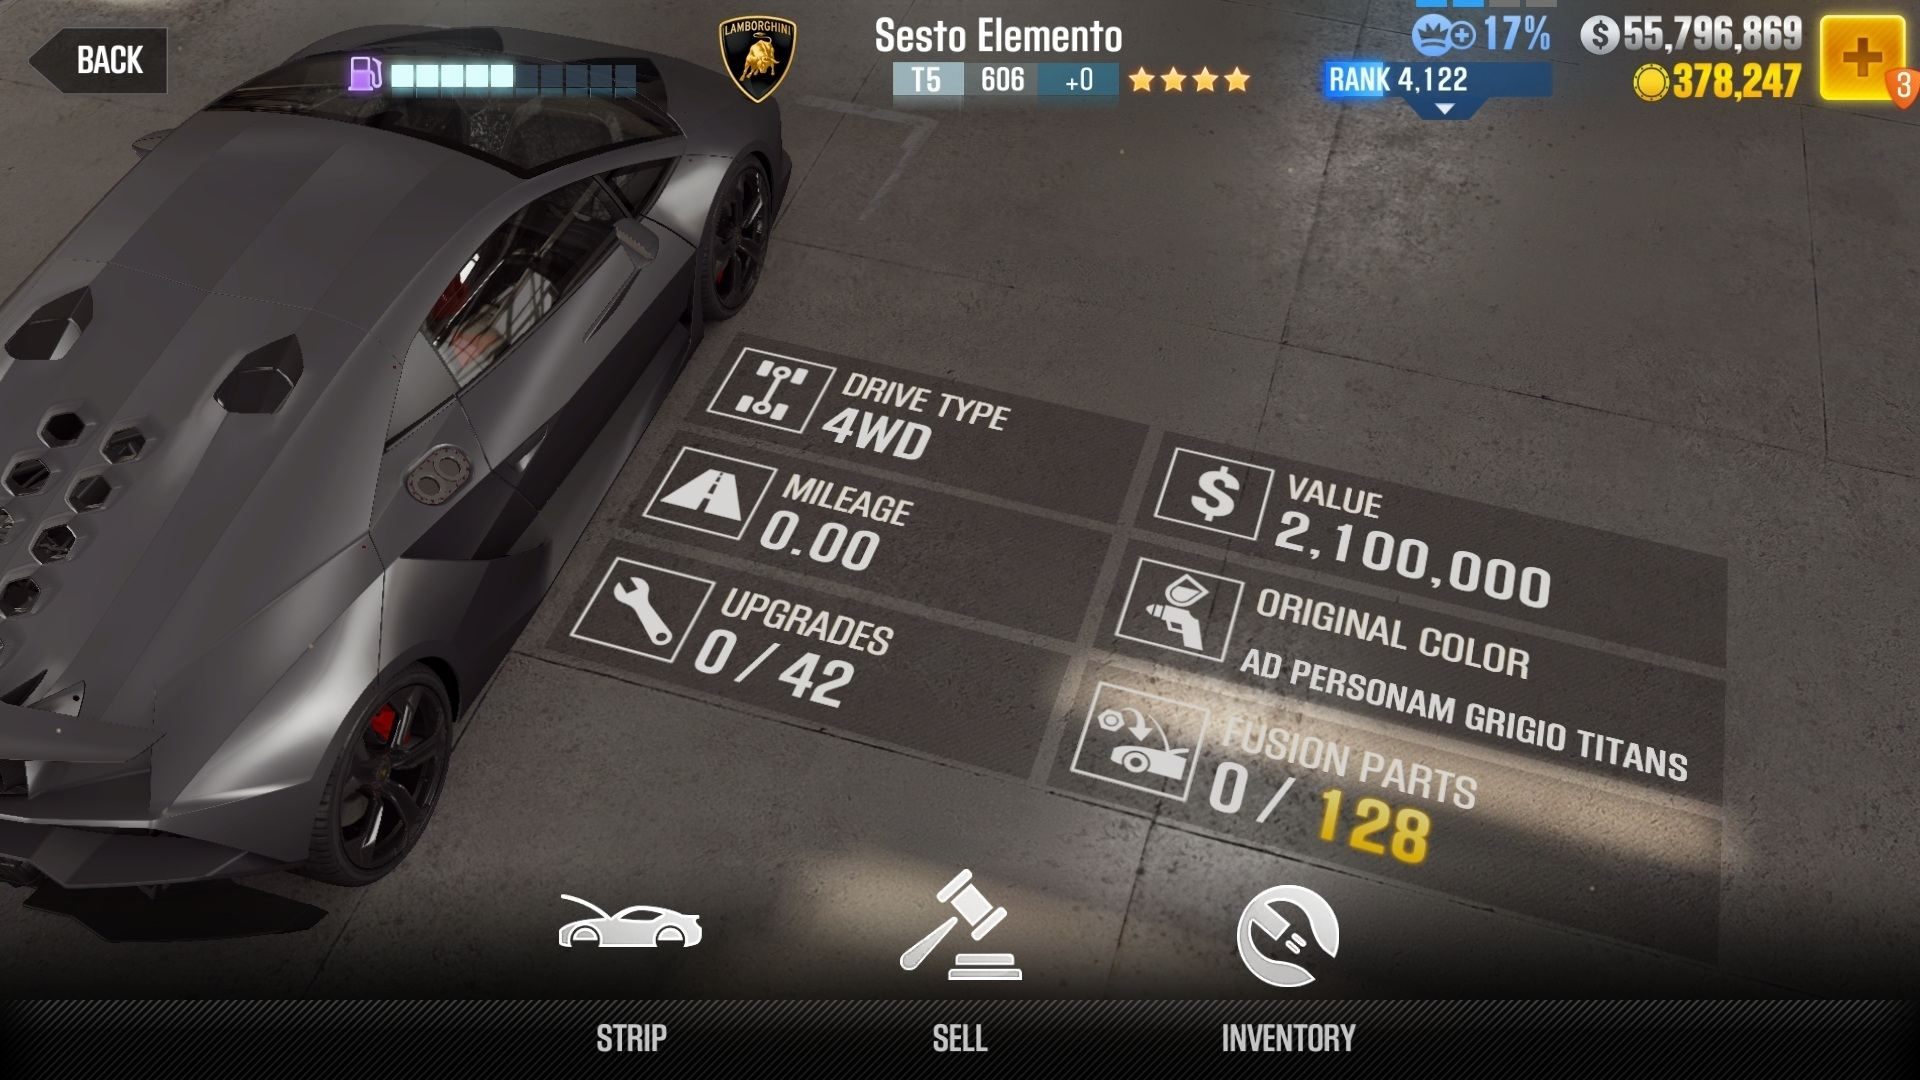 BACK
LAMBORGHINI
Sesto Elemento
T5 606 +0
17%
RANK 4,122
$55,796,869
378,247
3
DRIVE TYPE
4WD
MILEAGE
0.00
UPGRADES
0 / 42
VALUE
2,100,000
ORIGINAL COLOR
AD PERSONAM GRIGIO TITANS
FUSION PARTS
0 / 128
STRIP
SELL
INVENTORY